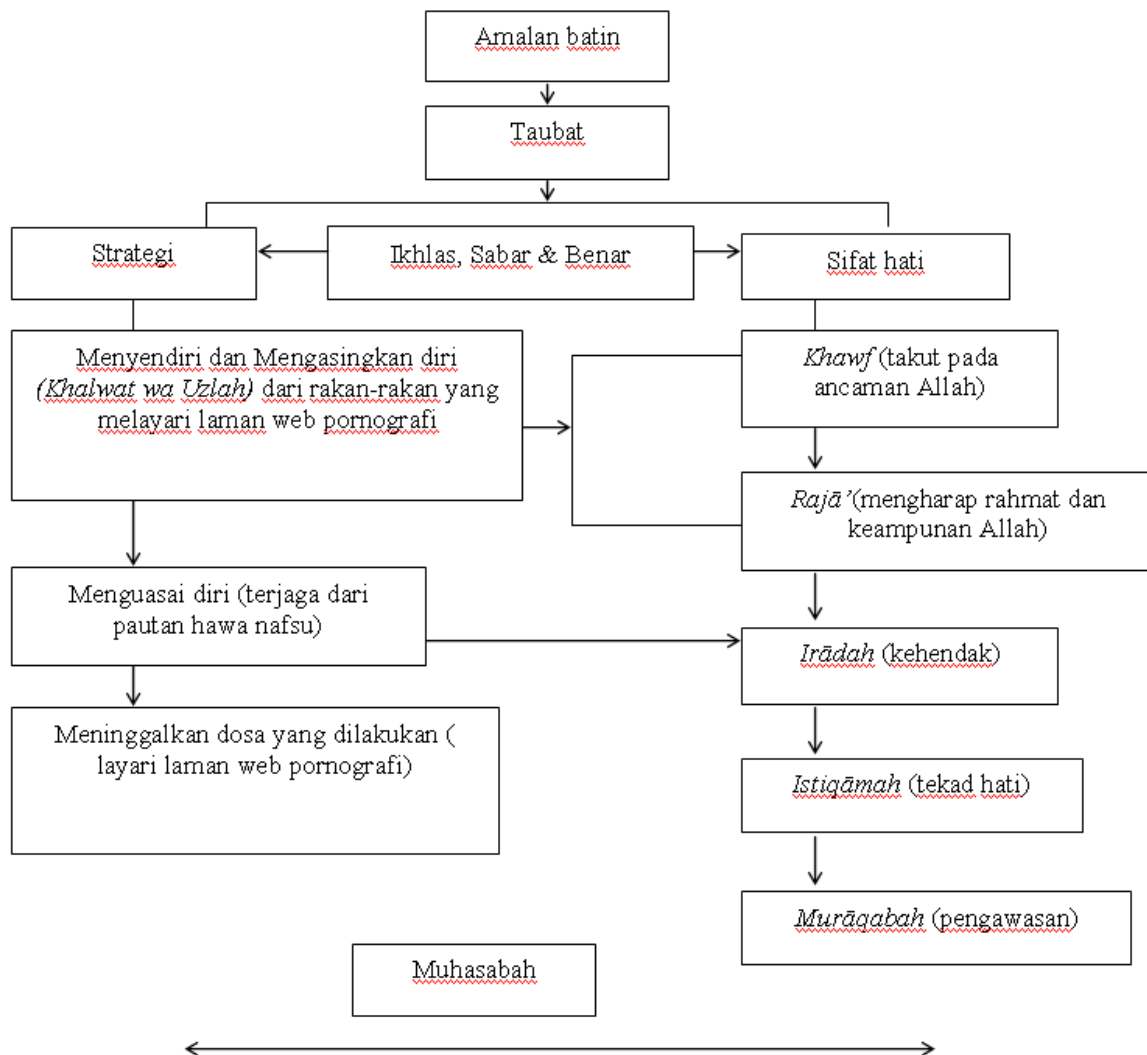 Amalan batin
Taubat
Strategi
Ikhlas, Sabar & Benar
Sifat hati
Menyendiri dan Mengasingkan diri
(Khalwat wa Uzlah) dari rakan-rakan yang
melayari laman web pornografi
Khawf (takut pada
ancaman Allah)
Rajā’(mengharap rahmat dan
keampunan Allah)
Menguasai diri (terjaga dari
pautan hawa nafsu)
Irādah (kehendak)
Meninggalkan dosa yang dilakukan (
layari laman web pornografi)
Istiqāmah (tekad hati)
Murāqabah (pengawasan)
Muhasabah